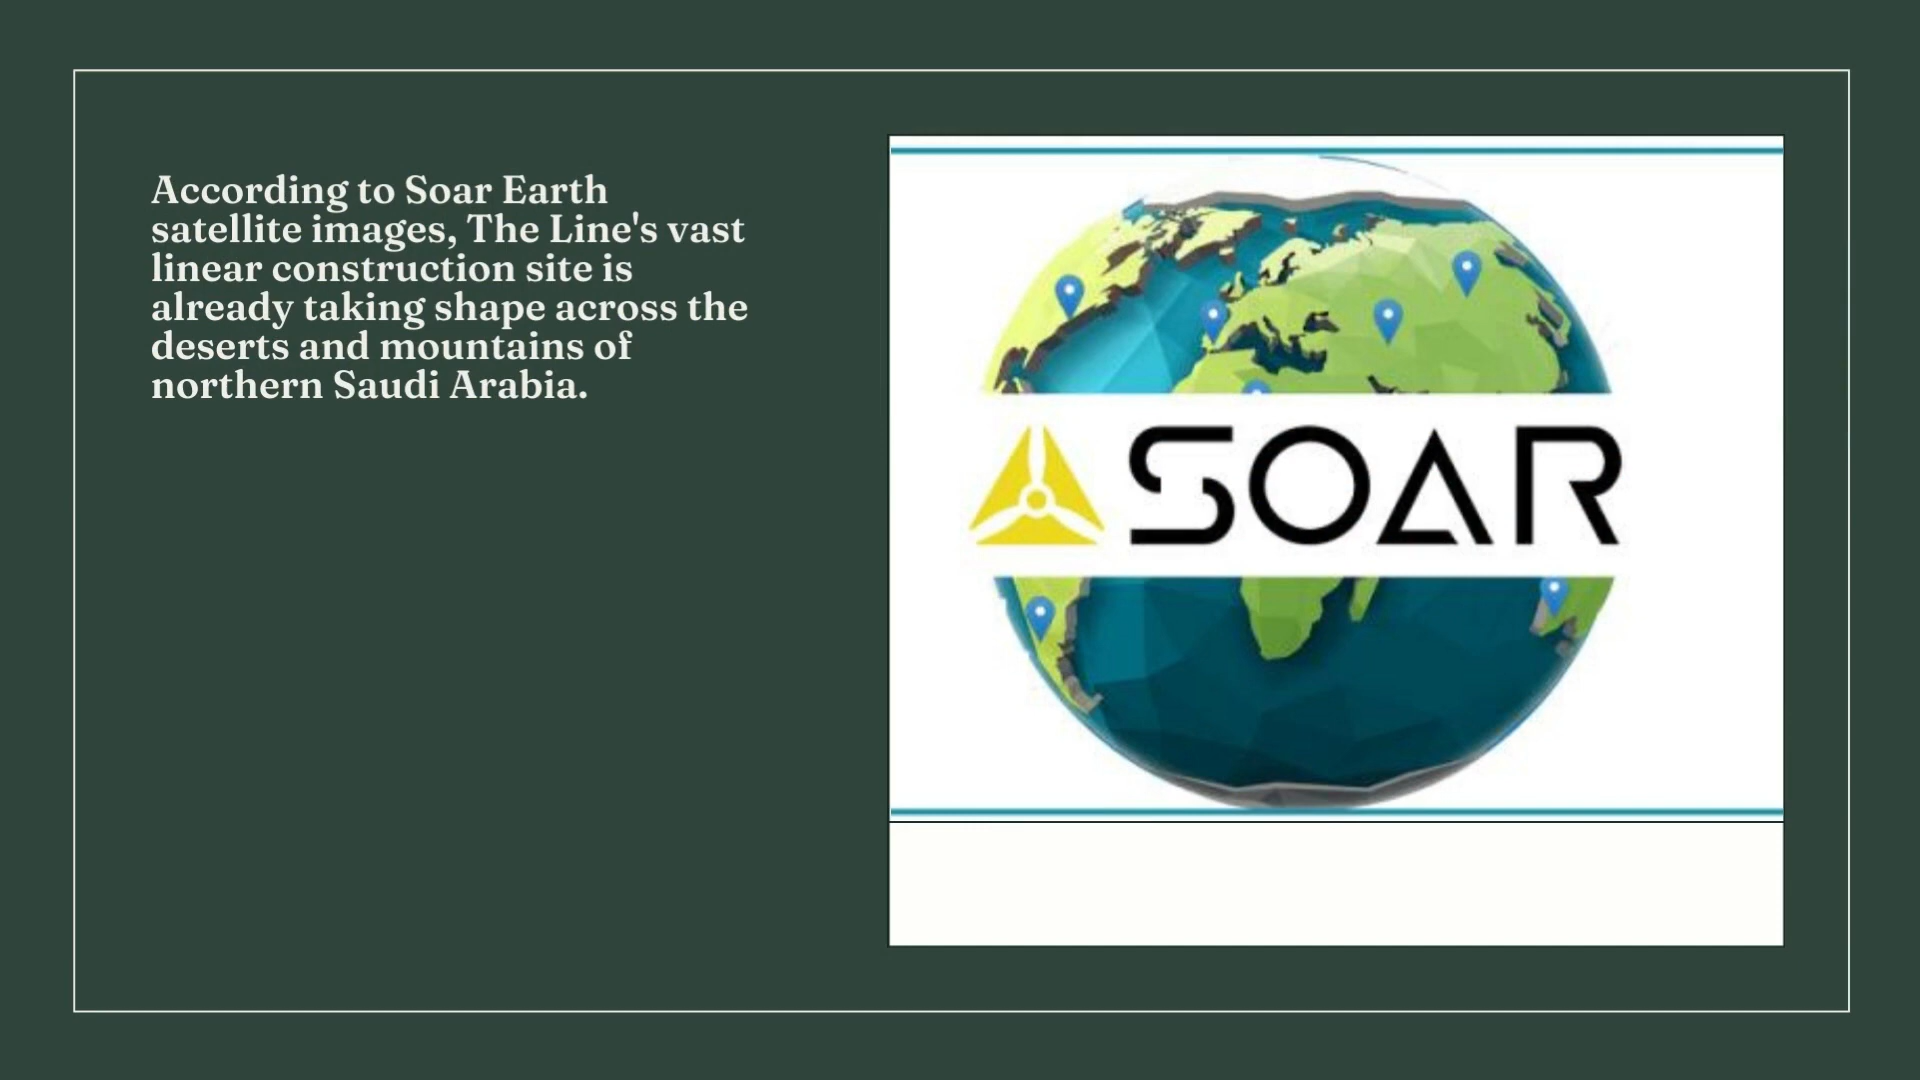 According to Soar Earth
satellite images, The Line's vast
linear construction site is
already taking shape across the
deserts and mountains of
northern Saudi Arabia.
SOAR